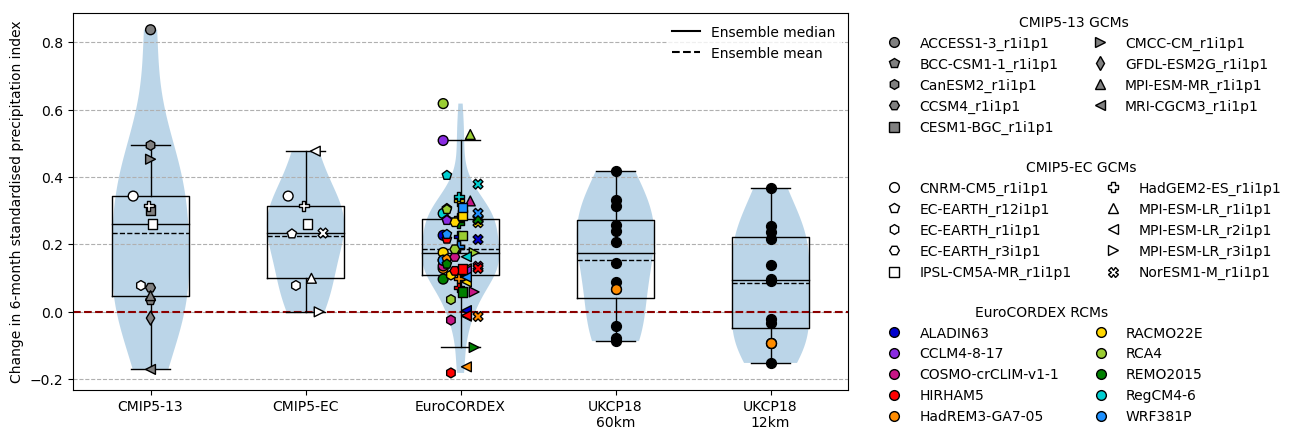 Change in 6-month standardised precipitation index
0.8
0.6
0.4
0.2
0.0
−0.2
Ensemble median
Ensemble mean
CMIP5-13
CMIP5-EC
EuroCORDEX
UKCP18
60km
UKCP18
12km
CMIP5-13 GCMs
ACCESS1-3_r1i1p1
BCC-CSM1-1_r1i1p1
CanESM2_r1i1p1
CCSM4_r1i1p1
CESM1-BGC_r1i1p1
CMCC-CM_r1i1p1
GFDL-ESM2G_r1i1p1
MPI-ESM-MR_r1i1p1
MRI-CGCM3_r1i1p1
CMIP5-EC GCMs
CNRM-CM5_r1i1p1
EC-EARTH_r12i1p1
EC-EARTH_r1i1p1
EC-EARTH_r3i1p1
IPSL-CM5A-MR_r1i1p1
HadGEM2-ES_r1i1p1
MPI-ESM-LR_r1i1p1
MPI-ESM-LR_r2i1p1
MPI-ESM-LR_r3i1p1
NorESM1-M_r1i1p1
EuroCORDEX RCMs
ALADIN63
CCLM4-8-17
COSMO-crCLIM-v1-1
HIRHAM5
HadREM3-GA7-05
RACMO22E
RCA4
REMO2015
RegCM4-6
WRF381P